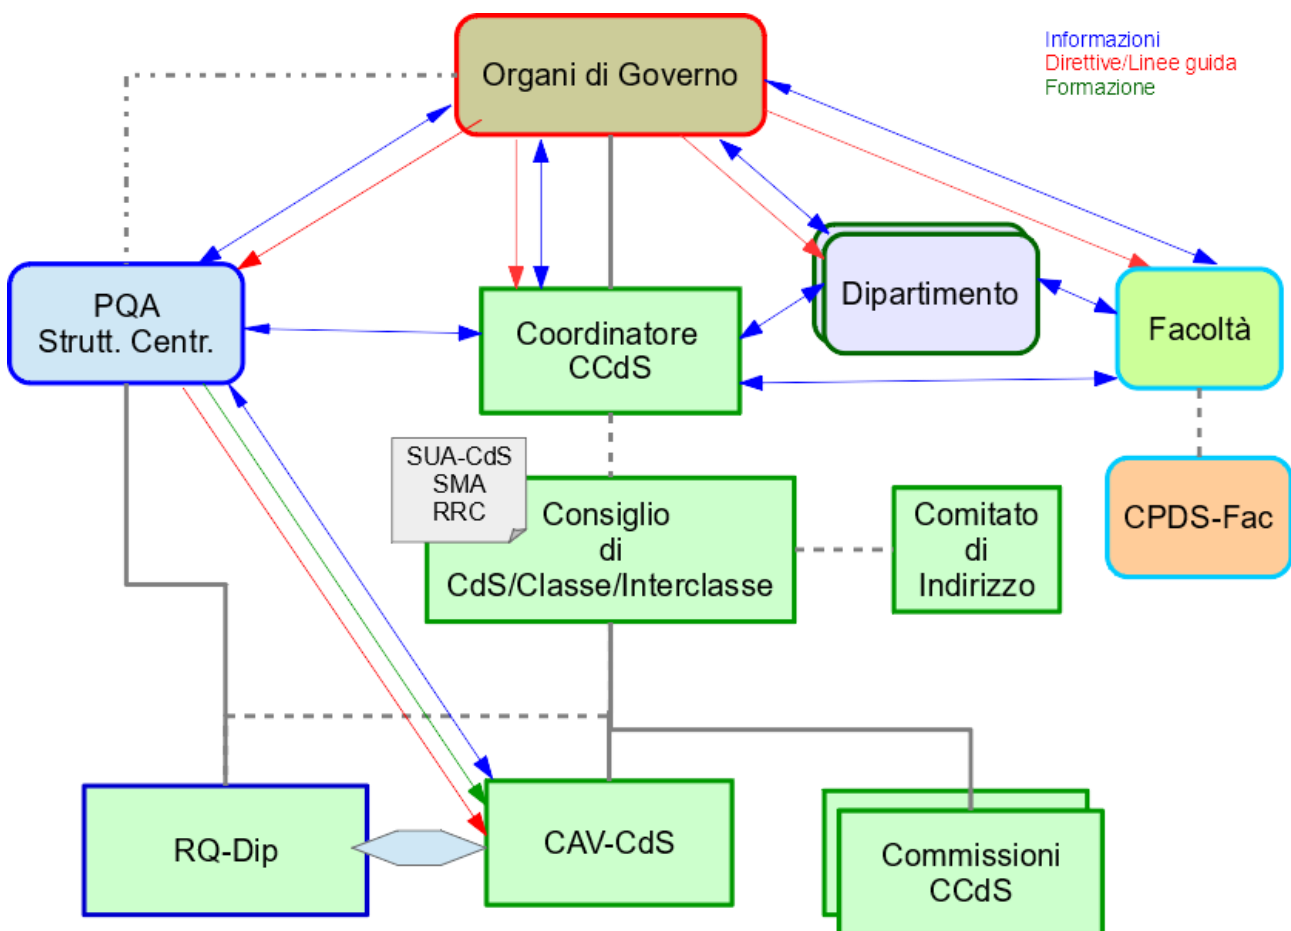 Informazioni
Direttive/Linee guida
Formazione
Organi di Governo
PQA
Strutt. Centr.
Coordinatore
CCdS
Dipartimento
Facoltà
SUA-CdS
SMA
RRC
Consiglio
di
CdS/Classe/Interclasse
Comitato
di
Indirizzo
CPDS-Fac
RQ-Dip
CAV-CdS
Commissioni
CCdS